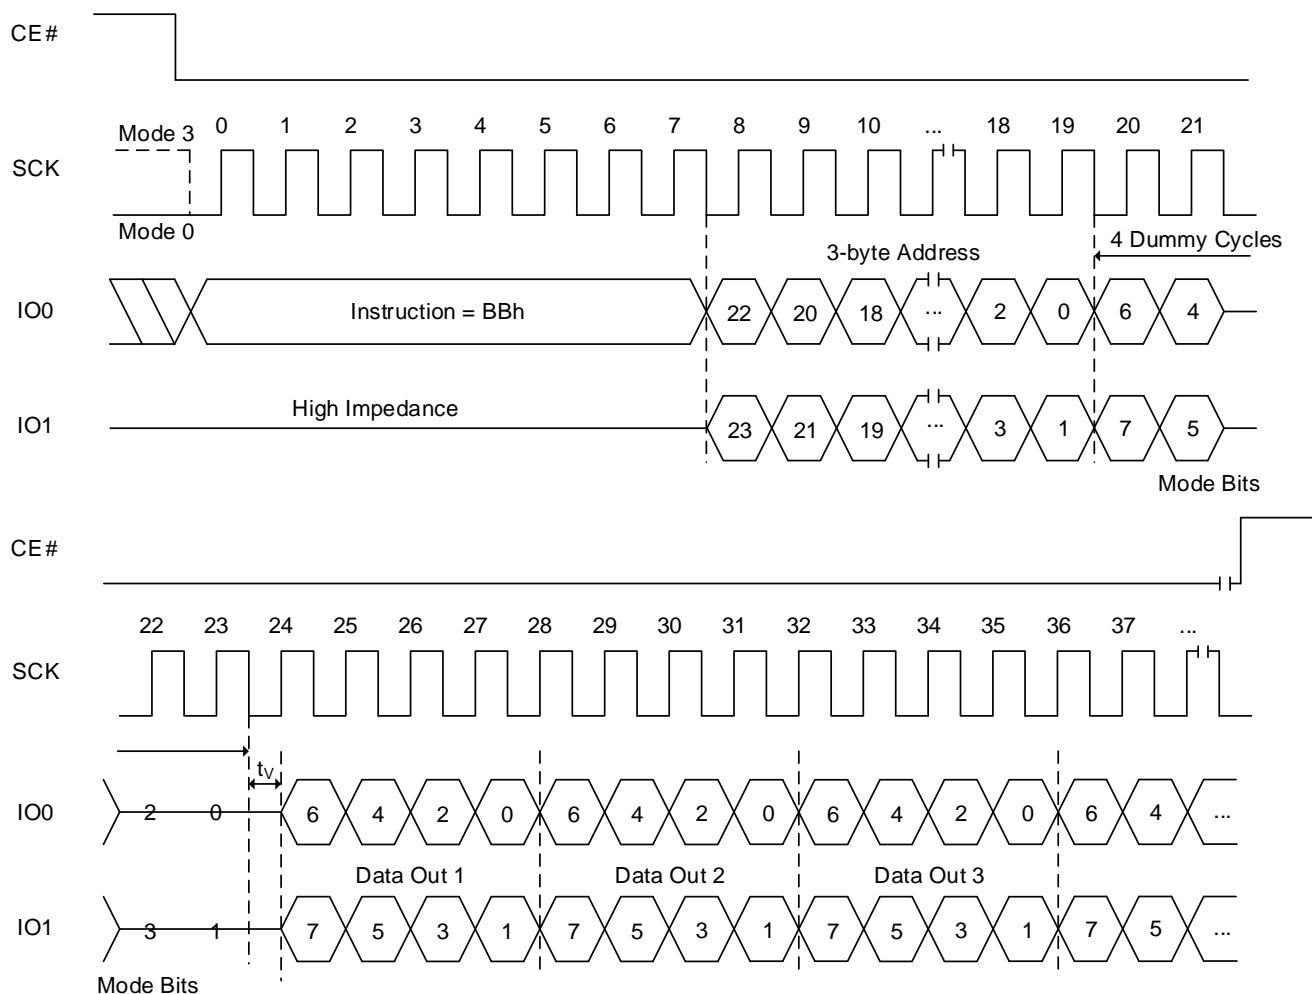 CE#
Mode 3
0 1 2 3 4 5 6 7 8 9 10 ... 18 19 20 21
SCK
Mode 0
3-byte Address
4 Dummy Cycles
IO0
Instruction = BBh
22 20 18 ... 2 0 6 4
High Impedance
IO1
23 21 19 ... 3 1 7 5
Mode Bits
CE#
22 23 24 25 26 27 28 29 30 31 32 33 34 35 36 37 ...
SCK
tV
IO0
2 0 6 4 2 0 6 4 2 0 6 4 2 0 6 4 ...
Data Out 1 Data Out 2 Data Out 3
IO1
3 1 7 5 3 1 7 5 3 1 7 5 3 1 7 5 ...
Mode Bits